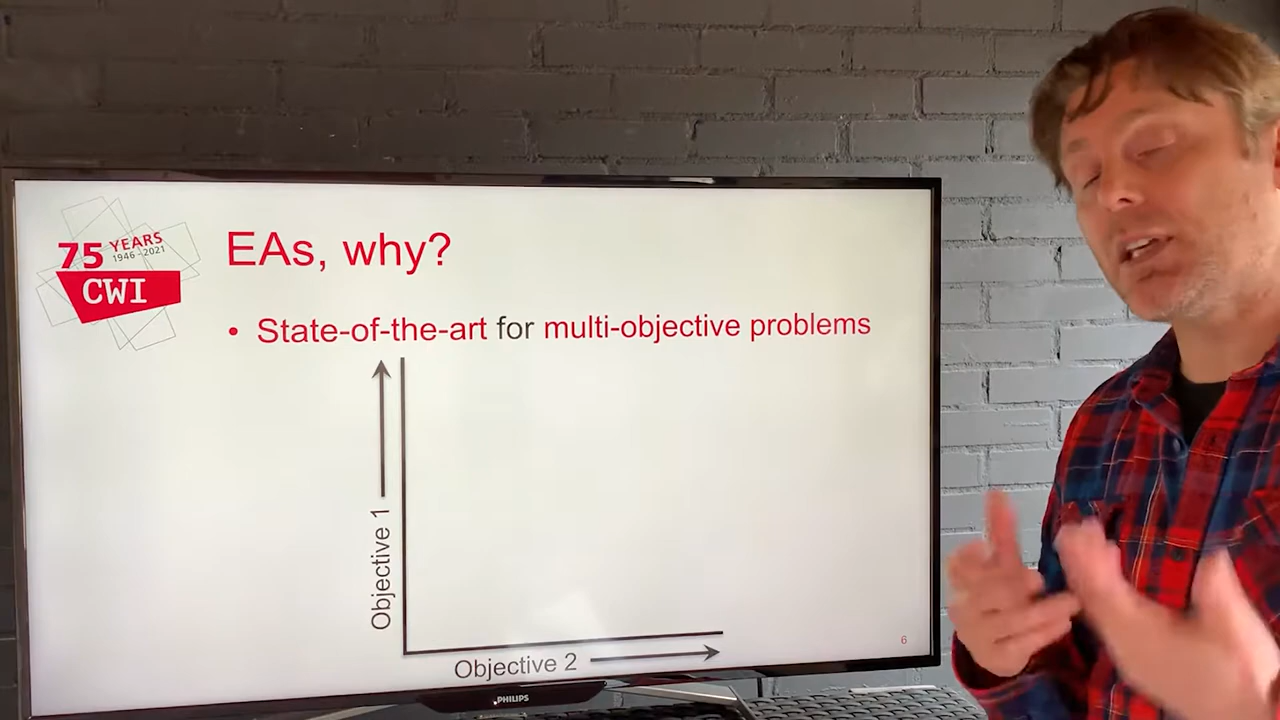 75 YEARS
1946-2021
CWI
EAs, why?
• State-of-the-art for multi-objective problems
Objective 1
Objective 2
6
PHILIPS